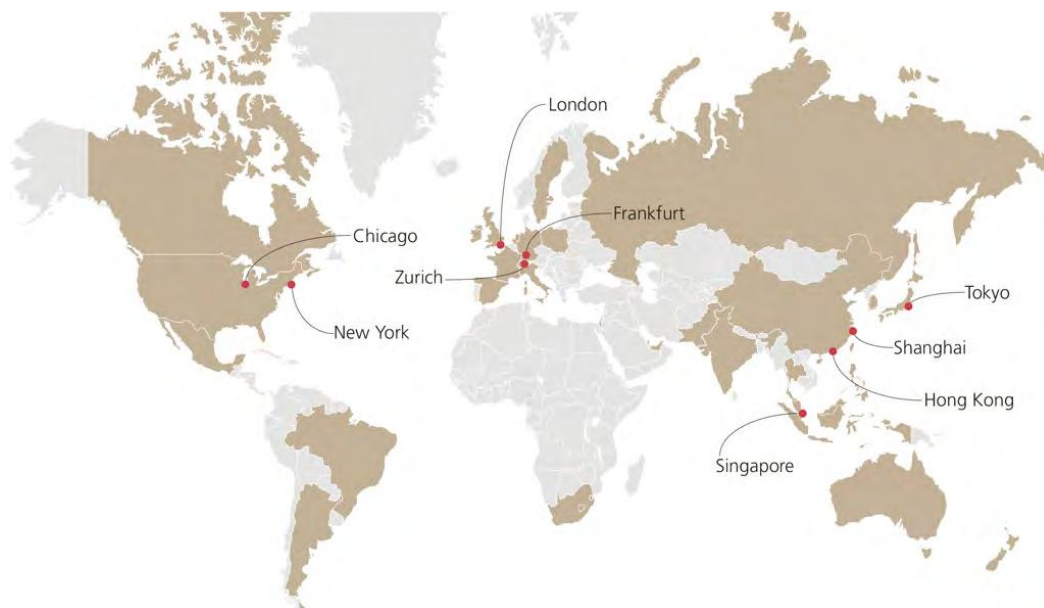 London
Frankfurt
Chicago
Zurich
Tokyo
New York
Shanghai
Hong Kong
Singapore